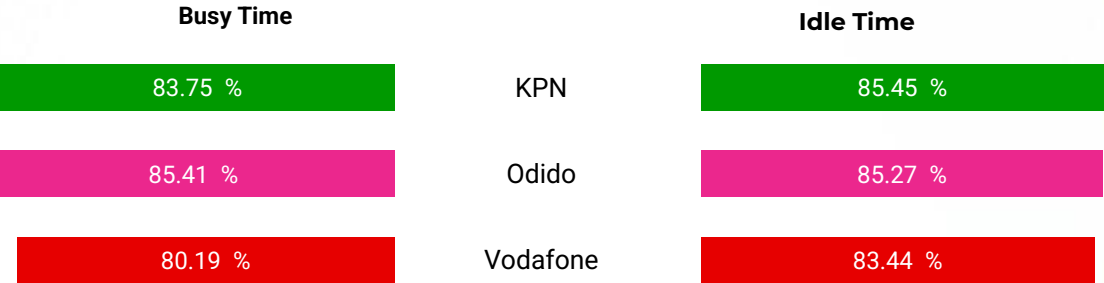 Busy Time Idle Time
83.75 % KPN 85.45 %
85.41 % Odido 85.27 %
80.19 % Vodafone 83.44 %